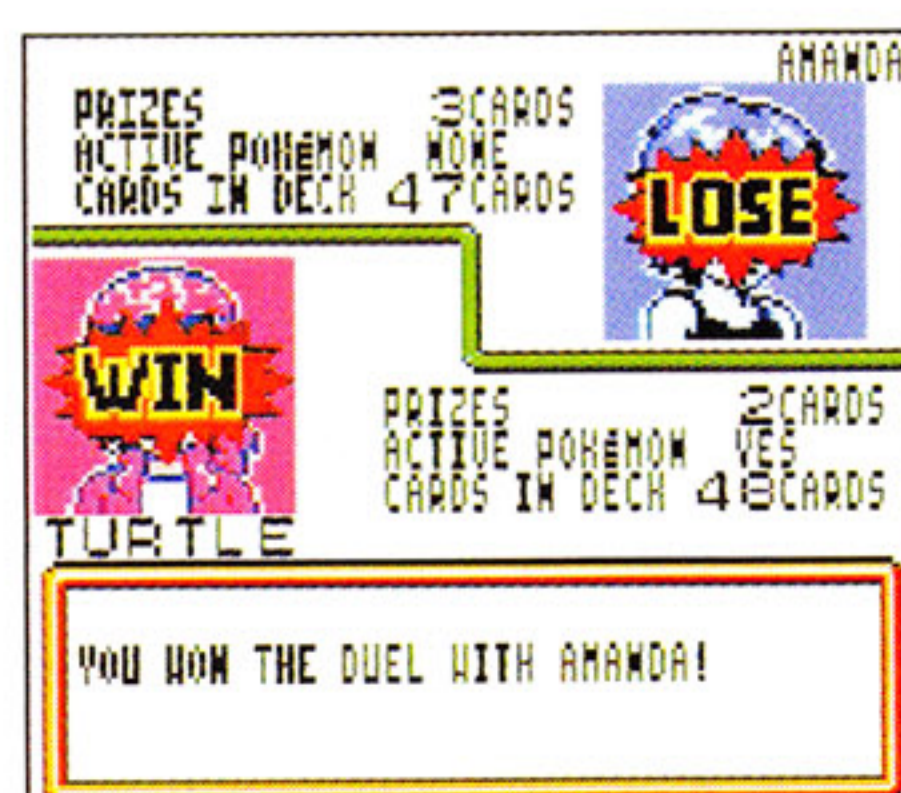 AMANDA
PRIZES 3CARDS
ACTIVE POKéMON NONE
CARDS IN DECK 47CARDS
LOSE
WIN
PRIZES 2CARDS
ACTIVE POKéMON YES
CARDS IN DECK 48CARDS
TURTLE
YOU WON THE DUEL WITH AMANDA!